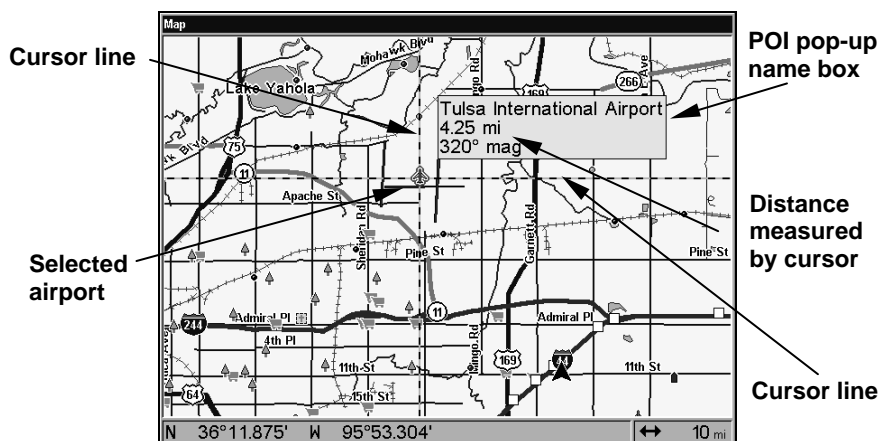 Map
Cursor line
POI pop-up
name box
Mohawk Blvd
Lake Yahola
266
169
Tulsa International Airport
4.25 mi
320° mag
75
11
Apache St
Sheridan Rd
Garnett Rd
Distance
measured
by cursor
Selected
airport
Pine St
Pine St
11
Admiral Pl
Admiral Pl
244
4th Pl
Mingo Rd
169
44
11th St
11th St
64
15th St
Cursor line
N 36°11.875' W 95°53.304'
10 mi